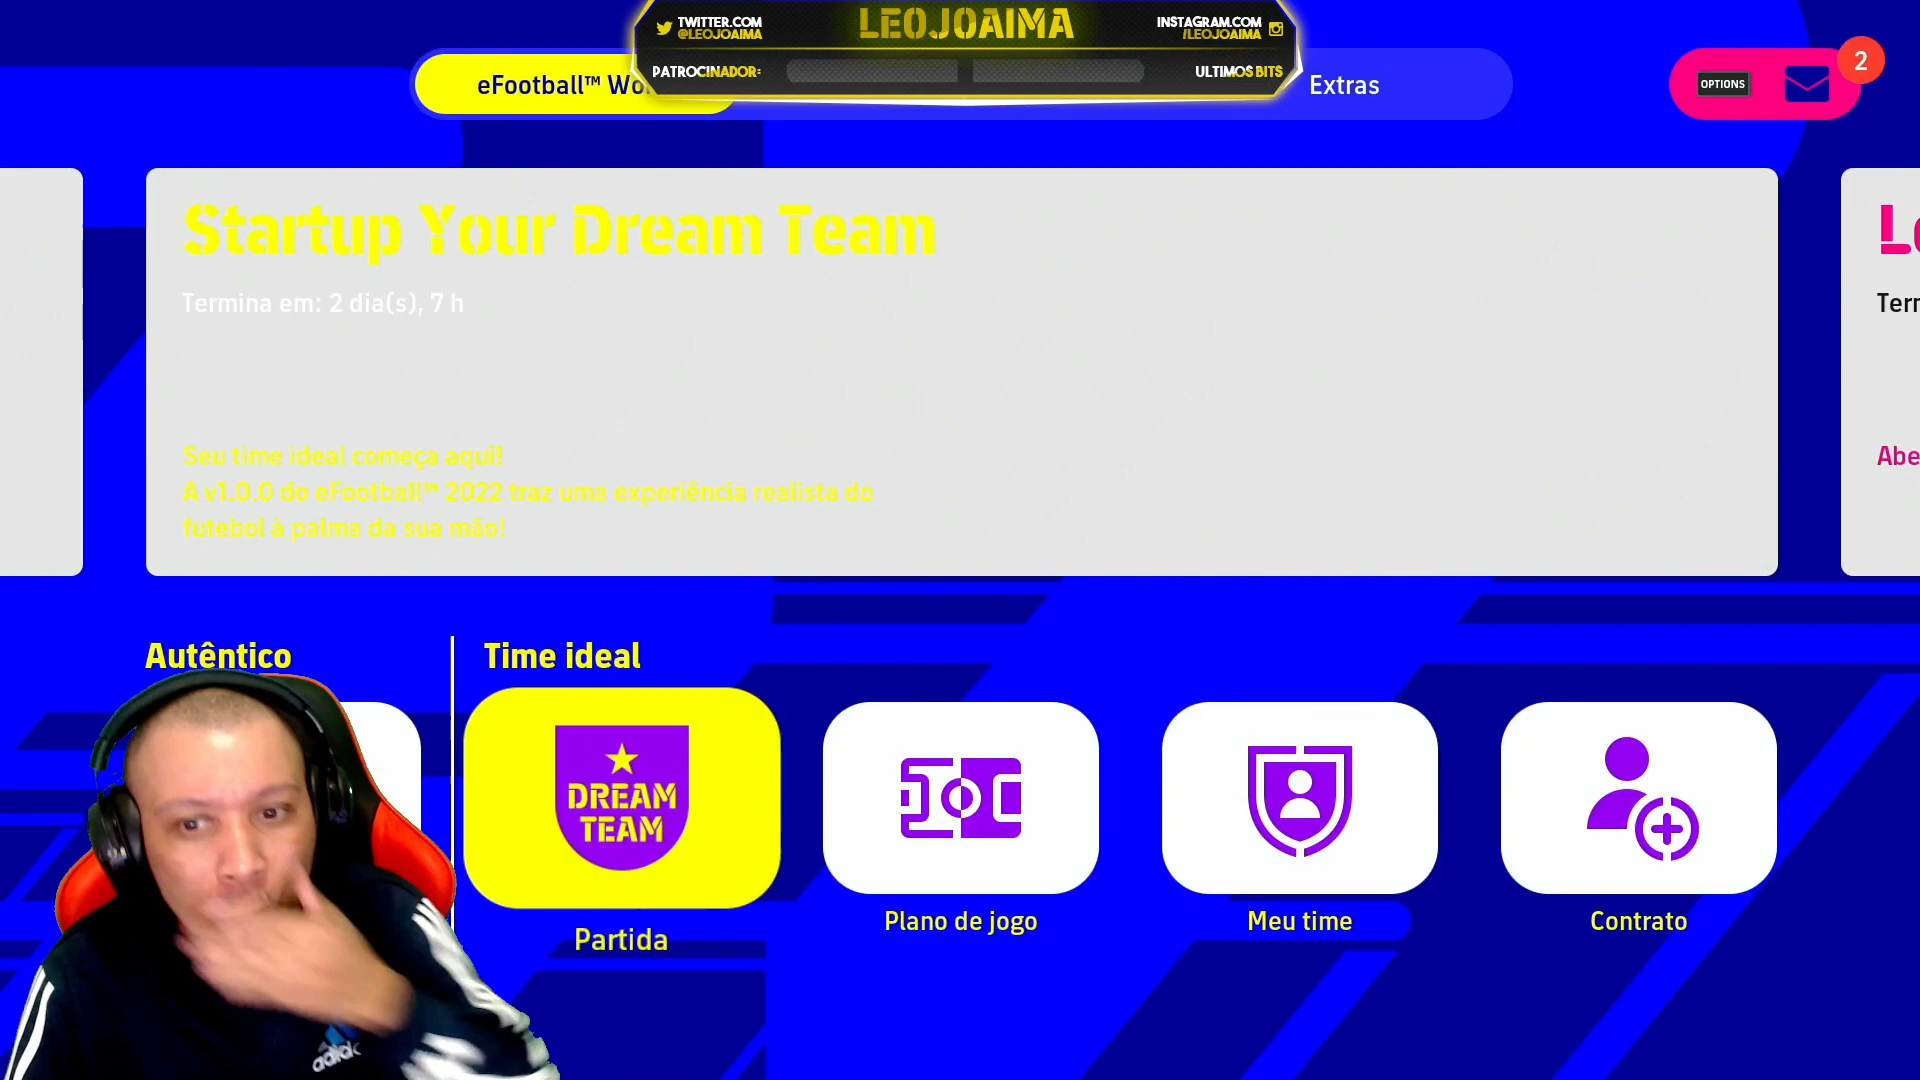 TWITTER.COM
@LEOJOAIMA
LEOJOAIMA
INSTAGRAM.COM
/LEOJOAIMA
PATROCINADOR:
ULTIMOS BITS
eFootball™ Wo
Extras
OPTIONS
2
Startup Your Dream Team
Termina em: 2 dia(s), 7 h
Seu time ideal começa aqui!
A v1.0.0 do eFootball™ 2022 traz uma experiência realista do
futebol à palma da sua mão!
Le
Tern
Abe
Autêntico
Time ideal
DREAM
TEAM
Partida
Plano de jogo
Meu time
Contrato
adidas